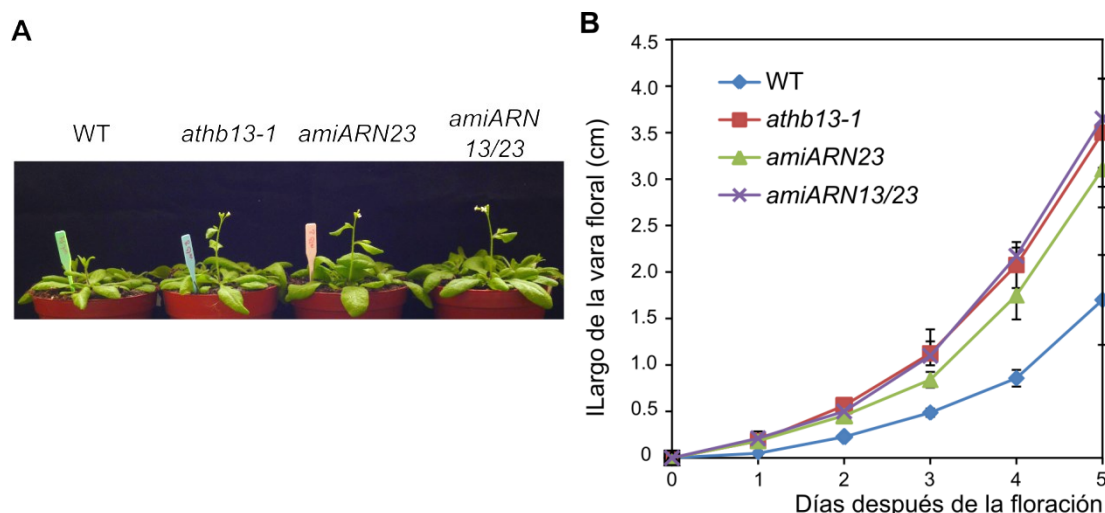 A
WT athb13-1 amiARN23 amiARN
13/23
B
ILargo de la vara floral (cm)
4.5
4.0
3.5
3.0
2.5
2.0
1.5
1.0
0.5
0
WT
athb13-1
amiARN23
amiARN13/23
0 1 2 3 4 5
Días después de la floración